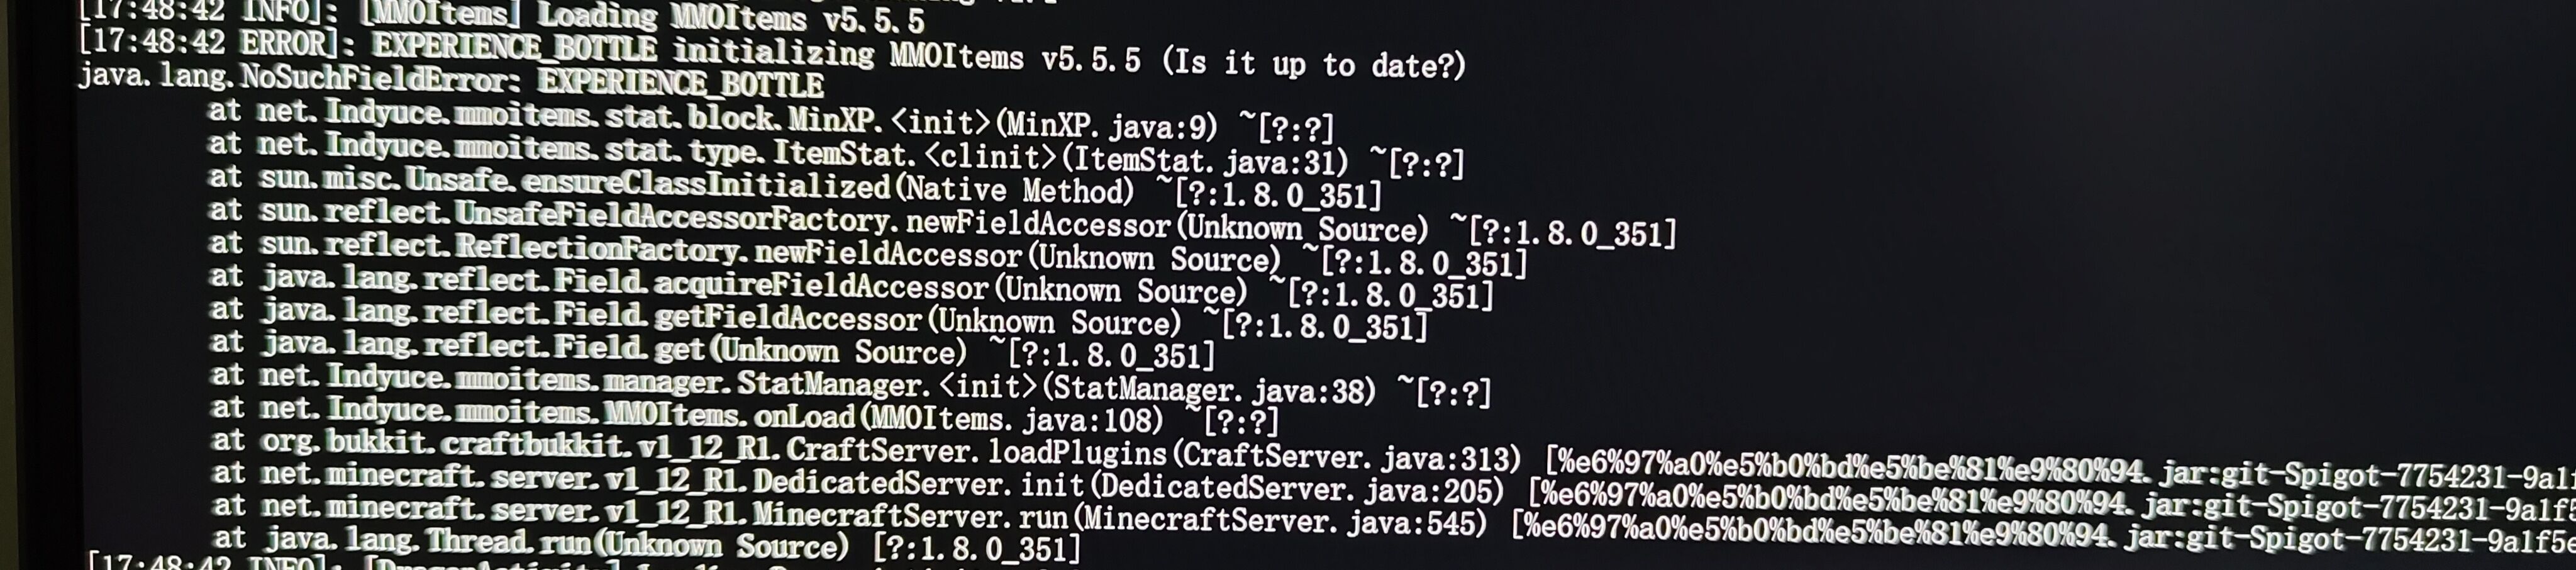 [17:48:42 INFO]: [MMOItems] Loading MMOItems v5.5.5
[17:48:42 ERROR]: EXPERIENCE_BOTTLE initializing MMOItems v5.5.5 (Is it up to date?)
java.lang.NoSuchFieldError: EXPERIENCE_BOTTLE
at net.Indyuce.mmoitems.stat.block.MinXP.<init>(MinXP.java:9) ~[?:?]
at net.Indyuce.mmoitems.stat.type.ItemStat.<clinit>(ItemStat.java:31) ~[?:?]
at sun.misc.Unsafe.ensureClassInitialized(Native Method) ~[?:1.8.0_351]
at sun.reflect.UnsafeFieldAccessorFactory.newFieldAccessor(Unknown Source) ~[?:1.8.0_351]
at sun.reflect.ReflectionFactory.newFieldAccessor(Unknown Source) ~[?:1.8.0_351]
at java.lang.reflect.Field.acquireFieldAccessor(Unknown Source) ~[?:1.8.0_351]
at java.lang.reflect.Field.getFieldAccessor(Unknown Source) ~[?:1.8.0_351]
at java.lang.reflect.Field.get(Unknown Source) ~[?:1.8.0_351]
at net.Indyuce.mmoitems.manager.StatManager.<init>(StatManager.java:38) ~[?:?]
at net.Indyuce.mmoitems.MMOItems.onLoad(MMOItems.java:108) ~[?:?]
at org.bukkit.craftbukkit.v1_12_R1.CraftServer.loadPlugins(CraftServer.java:313) [%e6%97%a0%e5%b0%bd%e5%be%81%e9%80%94.jar:git-Spigot-7754231-9a1f
at net.minecraft.server.v1_12_R1.DedicatedServer.init(DedicatedServer.java:205) [%e6%97%a0%e5%b0%bd%e5%be%81%e9%80%94.jar:git-Spigot-7754231-9a1f5
at net.minecraft.server.v1_12_R1.MinecraftServer.run(MinecraftServer.java:545) [%e6%97%a0%e5%b0%bd%e5%be%81%e9%80%94.jar:git-Spigot-7754231-9a1f5e
at java.lang.Thread.run(Unknown Source) [?:1.8.0_351]
[17:48:42 INFO]: